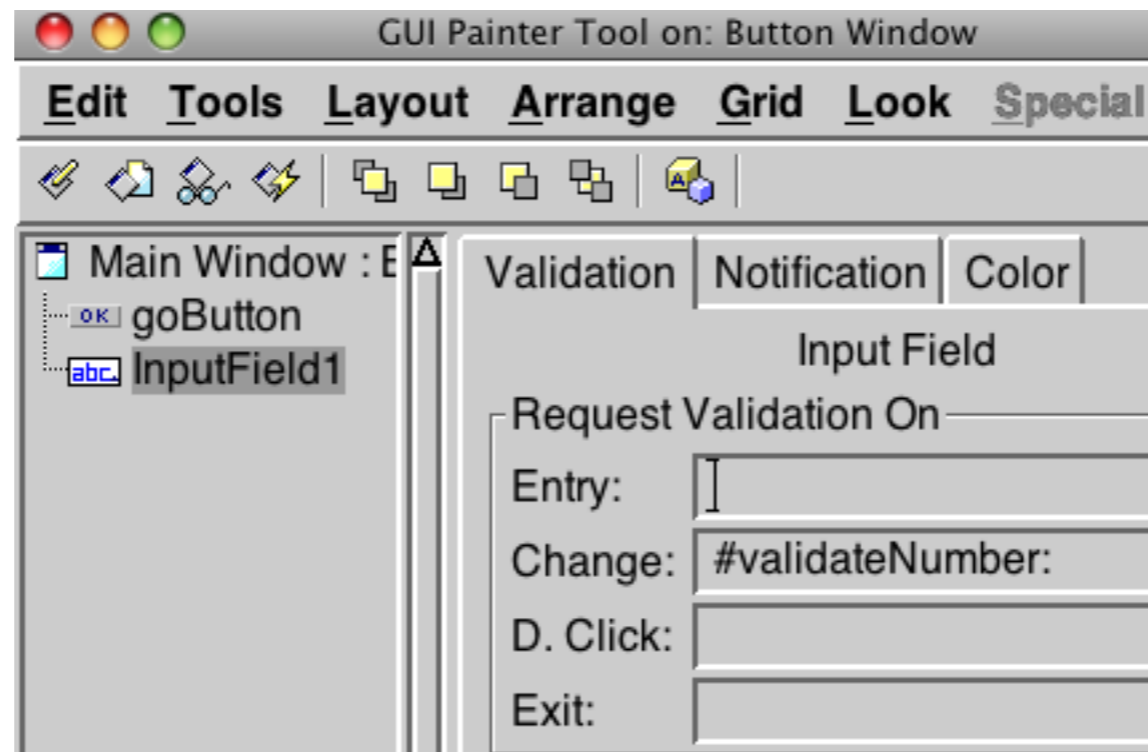 GUI Painter Tool on: Button Window
Edit Tools Layout Arrange Grid Look Special
A
Main Window : E
OK goButton
abc. InputField1
Validation Notification Color
Input Field
Request Validation On
Entry:
Change: #validateNumber:
D. Click:
Exit: